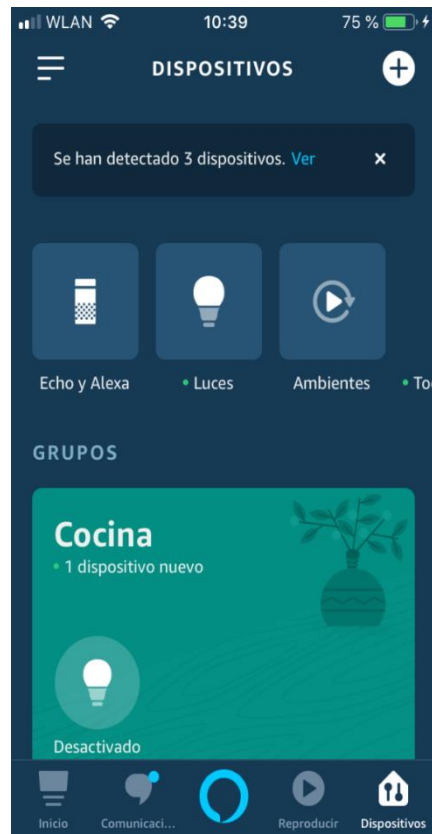 WLAN 10:39 75 %
DISPOSITIVOS
Se han detectado 3 dispositivos. Ver
Echo y Alexa • Luces Ambientes • To
GRUPOS
Cocina
• 1 dispositivo nuevo
Desactivado
Inicio Comunicaci... Reproducir Dispositivos